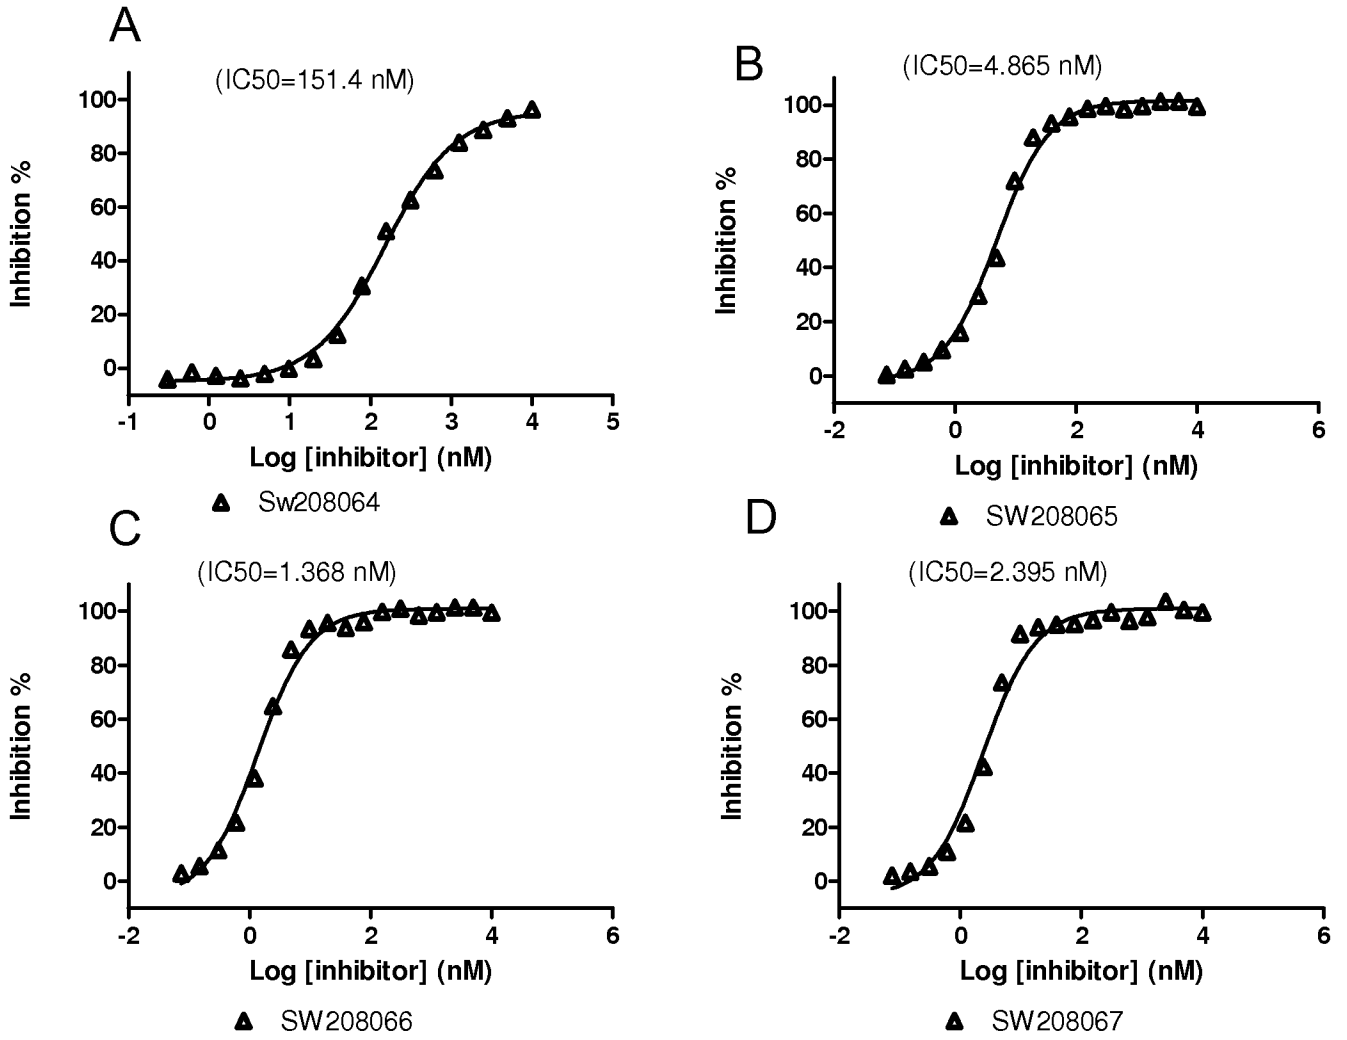 A
(IC50=151.4 nM)
Inhibition %
100
80
60
40
20
0
-1 0 1 2 3 4 5
Log [inhibitor] (nM)
Sw208064
B
(IC50=4.865 nM)
Inhibition %
100
80
60
40
20
0
-2 0 2 4 6
Log [inhibitor] (nM)
SW208065
C
(IC50=1.368 nM)
Inhibition %
100
80
60
40
20
0
-2 0 2 4 6
Log [inhibitor] (nM)
SW208066
D
(IC50=2.395 nM)
Inhibition %
100
80
60
40
20
0
-2 0 2 4 6
Log [inhibitor] (nM)
SW208067